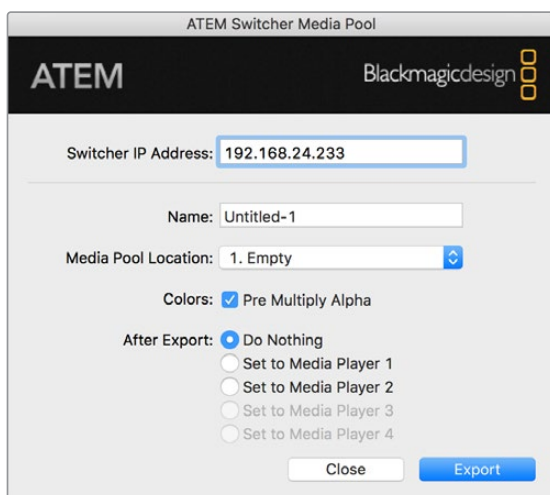 ATEM Switcher Media Pool
ATEM Blackmagicdesign
Switcher IP Address: 192.168.24.233
Name: Untitled-1
Media Pool Location: 1. Empty
Colors: Pre Multiply Alpha
After Export: Do Nothing
Set to Media Player 1
Set to Media Player 2
Set to Media Player 3
Set to Media Player 4
Close Export